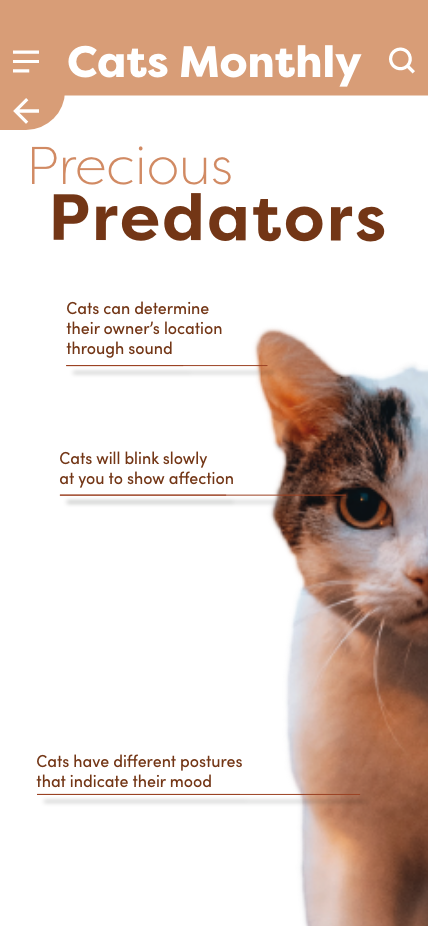 Cats Monthly
Precious
Predators
Cats can determine
their owner’s location
through sound
Cats will blink slowly
at you to show affection
Cats have different postures
that indicate their mood